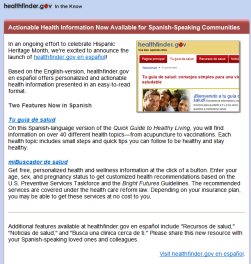 healthfinder.gov In the Know
Actionable Health Information Now Available for Spanish-Speaking Communities
In an ongoing effort to celebrate Hispanic
Heritage Month, we're excited to announce the
launch of healthfinder.gov en español!
Based on the English-version, healthfinder.gov
en español offers personalized and actionable
health information presented in an easy-to-read
format.
healthfinder.gov
Tu guía de salud: consejos simples para una vida
saludable
¡Bienvenido a tu guía de
Two Features Now in Spanish
Tu guía de salud
On this Spanish-language version of the Quick Guide to Healthy Living, you will find
information on over 40 different health topics—from acupuncture to vaccinations. Each
health topic includes small steps and quick tips you can follow to be healthy and stay
healthy.
miBuscador de salud
Get free, personalized health and wellness information at the click of a button. Enter your
age, sex, and pregnancy status to get customized health recommendations based on your
U.S. Preventive Services Taskforce and the Bright Futures Guidelines. The recommended
services are covered under the health care reform law. Depending on your insurance plan,
you may be able to get these services at no cost to you.
Additional features available at healthfinder.gov en español include "Recursos de salud,"
"Noticias de salud," and "Busca una clínica cerca de ti." Please share this new resource with
your Spanish-speaking loved ones and colleagues.
Visit healthfinder.gov en español.